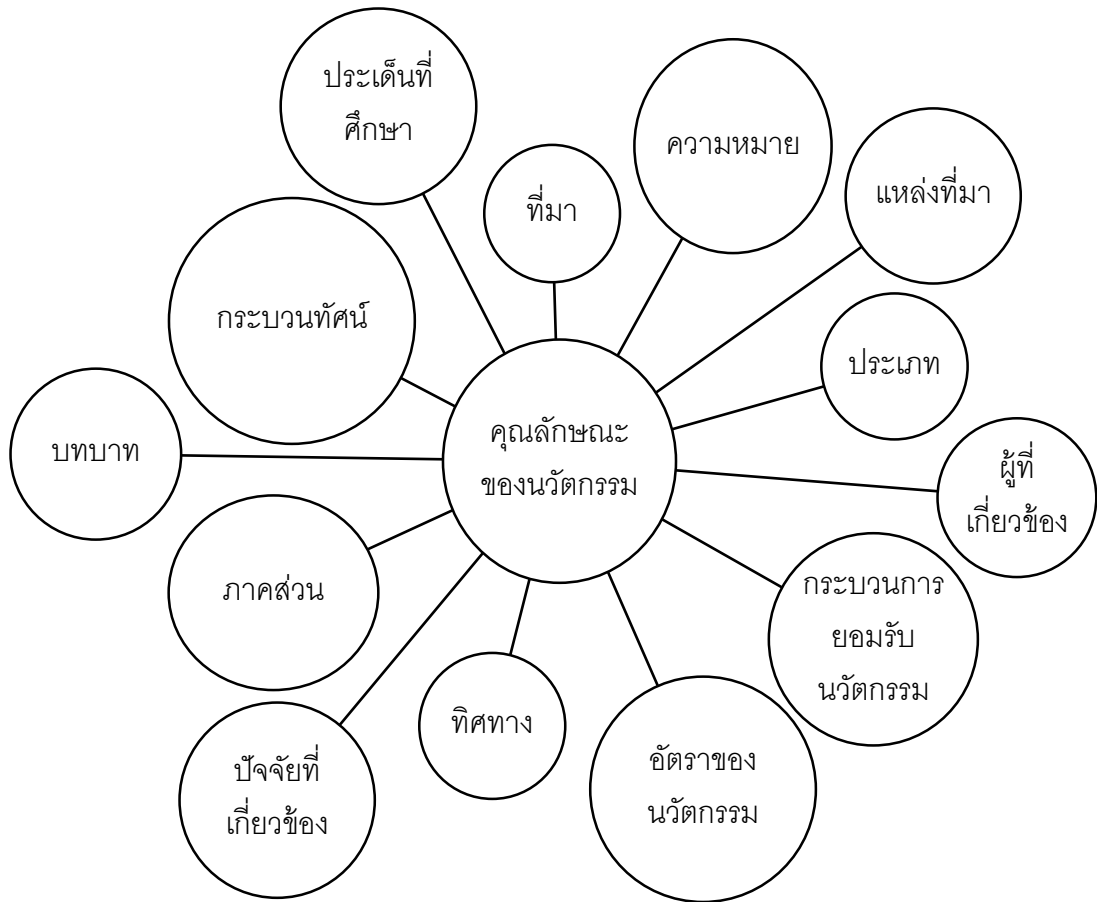 ประเด็นที่
ศึกษา
ที่มา
ความหมาย
แหล่งที่มา
กระบวนทัศน์
ประเภท
บทบาท
คุณลักษณะ
ของนวัตกรรม
ผู้ที่
เกี่ยวข้อง
ภาคส่วน
กระบวนการ
ยอมรับ
นวัตกรรม
ปัจจัยที่
เกี่ยวข้อง
ทิศทาง
อัตราของ
นวัตกรรม